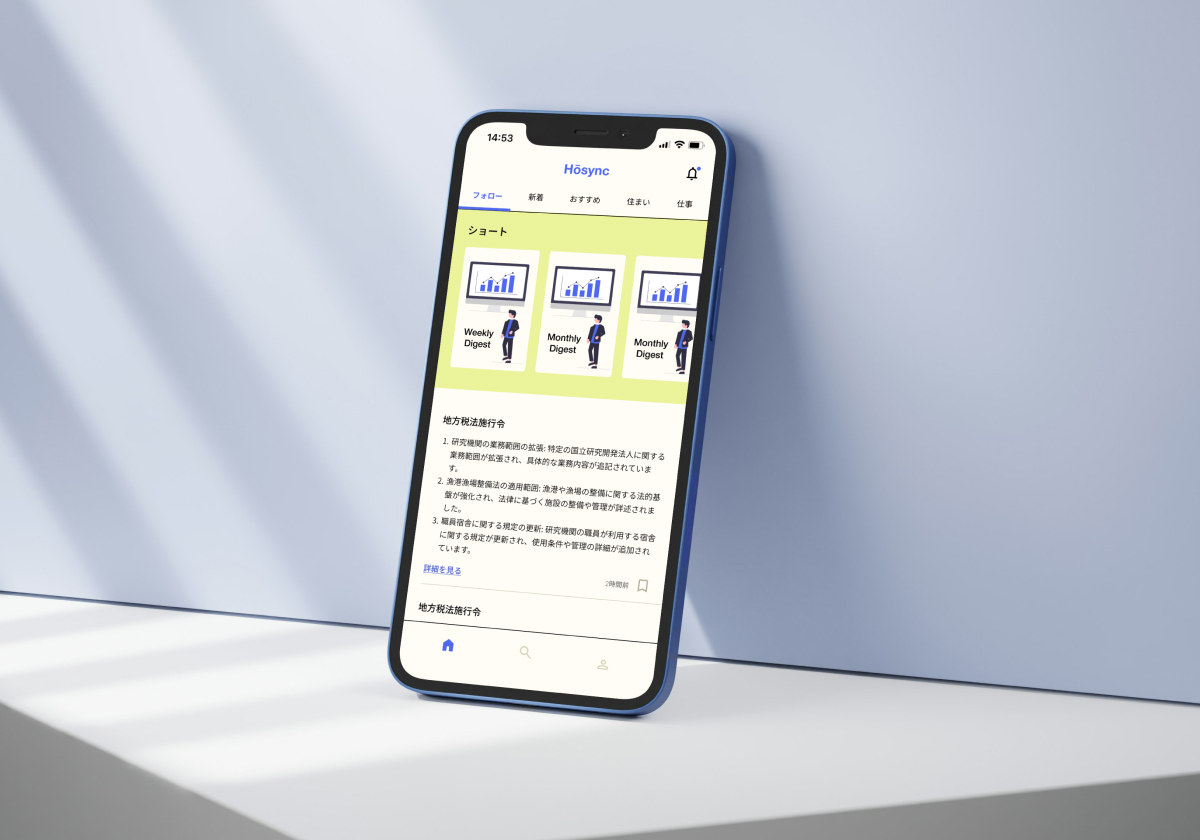 14:53
Hōsync
フォロー 新着 おすすめ 住まい 仕事
ショート
Weekly
Digest
Monthly
Digest
Monthly
Digest
地方税法施行令
1. 研究機関の業務範囲の拡張: 特定の国立研究開発法人に関する
業務範囲が拡張され、具体的な業務内容が追記されていま
す。
2. 漁港漁場整備法の適用範囲: 漁港や漁場の整備に関する法的基
盤が強化され、法律に基づく施設の整備や管理が詳述されま
した。
3. 職員宿舎に関する規定の更新: 研究機関の職員が利用する宿舎
に関する規定が更新され、使用条件や管理の詳細が追加され
ています。
詳細を見る
2時間前
地方税法施行令